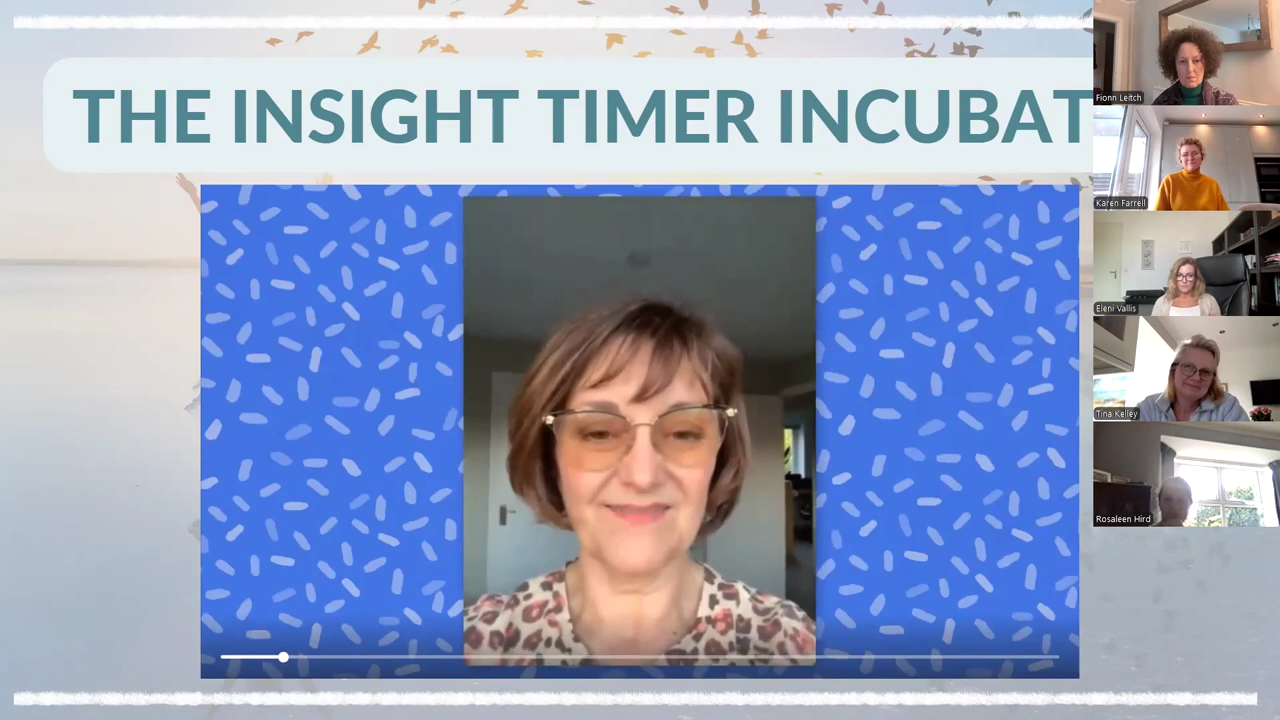 THE INSIGHT TIMER INCUBAT
Fionn Leitch
Karen Farrell
Eleni Vallis
Tina Kelley
Rosaleen Hird